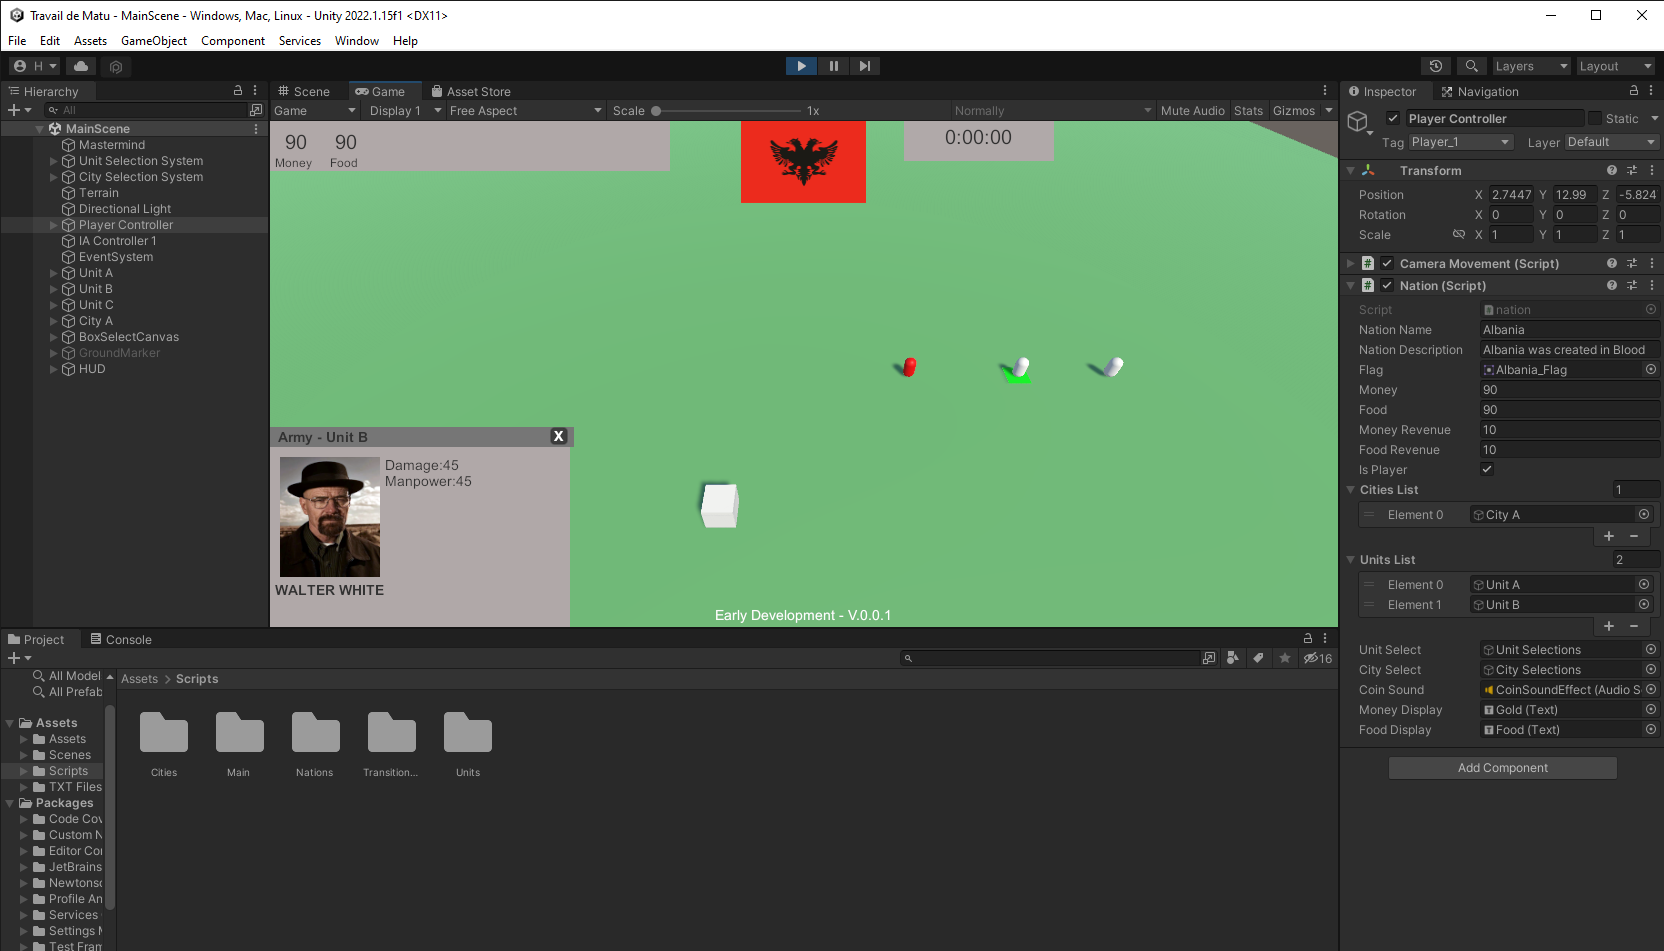 Travail de Matu - MainScene - Windows, Mac, Linux - Unity 2022.1.15f1 <DX11>
File Edit Assets GameObject Component Services Window Help
H Layers Layout
Hierarchy
All
MainScene
Mastermind
Unit Selection System
City Selection System
Terrain
Directional Light
Player Controller
IA Controller 1
EventSystem
Unit A
Unit B
Unit C
City A
BoxSelectCanvas
GroundMarker
HUD
Scene Game Asset Store
Game Display 1 Free Aspect Scale 1x Normally Mute Audio Stats Gizmos
90 90 0:00:00
Money Food
Army - Unit B X
Damage:45
Manpower:45
WALTER WHITE
Early Development - V.0.0.1
Inspector Navigation
Player Controller Static
Tag Player_1 Layer Default
Transform
Position X 2.7447 Y 12.99 Z -5.824
Rotation X 0 Y 0 Z 0
Scale X 1 Y 1 Z 1
# Camera Movement (Script)
# Nation (Script)
Script nation
Nation Name Albania
Nation Description Albania was created in Blood
Flag Albania_Flag
Money 90
Food 90
Money Revenue 10
Food Revenue 10
Is Player
Cities List 1
Element 0 City A
Units List 2
Element 0 Unit A
Element 1 Unit B
Unit Select Unit Selections
City Select City Selections
Coin Sound CoinSoundEffect (Audio S
Money Display Gold (Text)
Food Display Food (Text)
Add Component
Project Console
16
All Model
All Prefab
Assets
Assets
Scenes
Scripts
TXT Files
Packages
Code Cov
Custom N
Editor Cor
JetBrains
Newtonso
Profile An
Services
Settings M
Test Fram
Assets > Scripts
Cities Main Nations Transition... Units